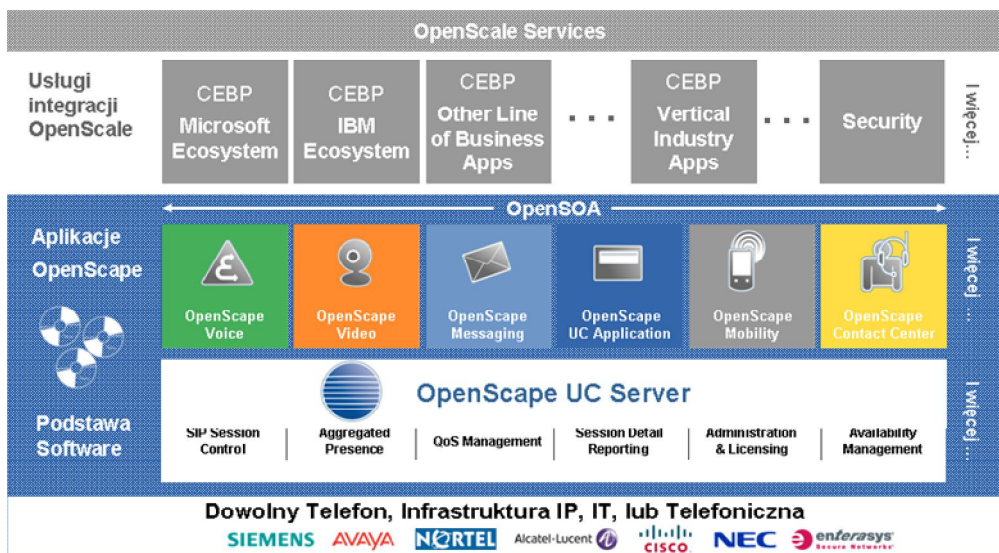 OpenScale Services
Usługi
integracji
OpenScale
CEBP
Microsoft
Ecosystem
CEBP
IBM
Ecosystem
CEBP
Other Line
of Business
Apps
...
CEBP
Vertical
Industry
Apps
...
Security
I więcej...
OpenSOA
Aplikacje
OpenScape
OpenScape
Voice
OpenScape
Video
OpenScape
Messaging
OpenScape
UC Application
OpenScape
Mobility
OpenScape
Contact Center
I więcej ...
Podstawa
Software
OpenScape UC Server
SIP Session
Control
Aggregated
Presence
QoS Management
Session Detail
Reporting
Administration
& Licensing
Availability
Management
I więcej ...
Dowolny Telefon, Infrastruktura IP, IT, lub Telefoniczna
SIEMENS AVAYA NORTEL Alcatel·Lucent CISCO NEC enterasys
Secure Networks